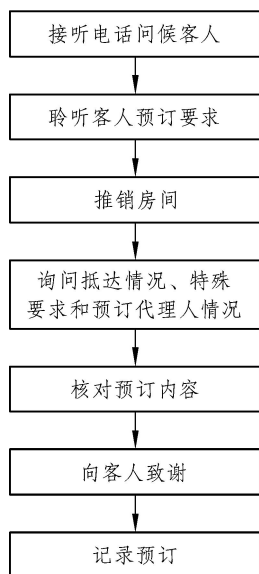 接听电话问候客人
聆听客人预订要求
推销房间
询问抵达情况、特殊
要求和预订代理人情况
核对预订内容
向客人致谢
记录预订